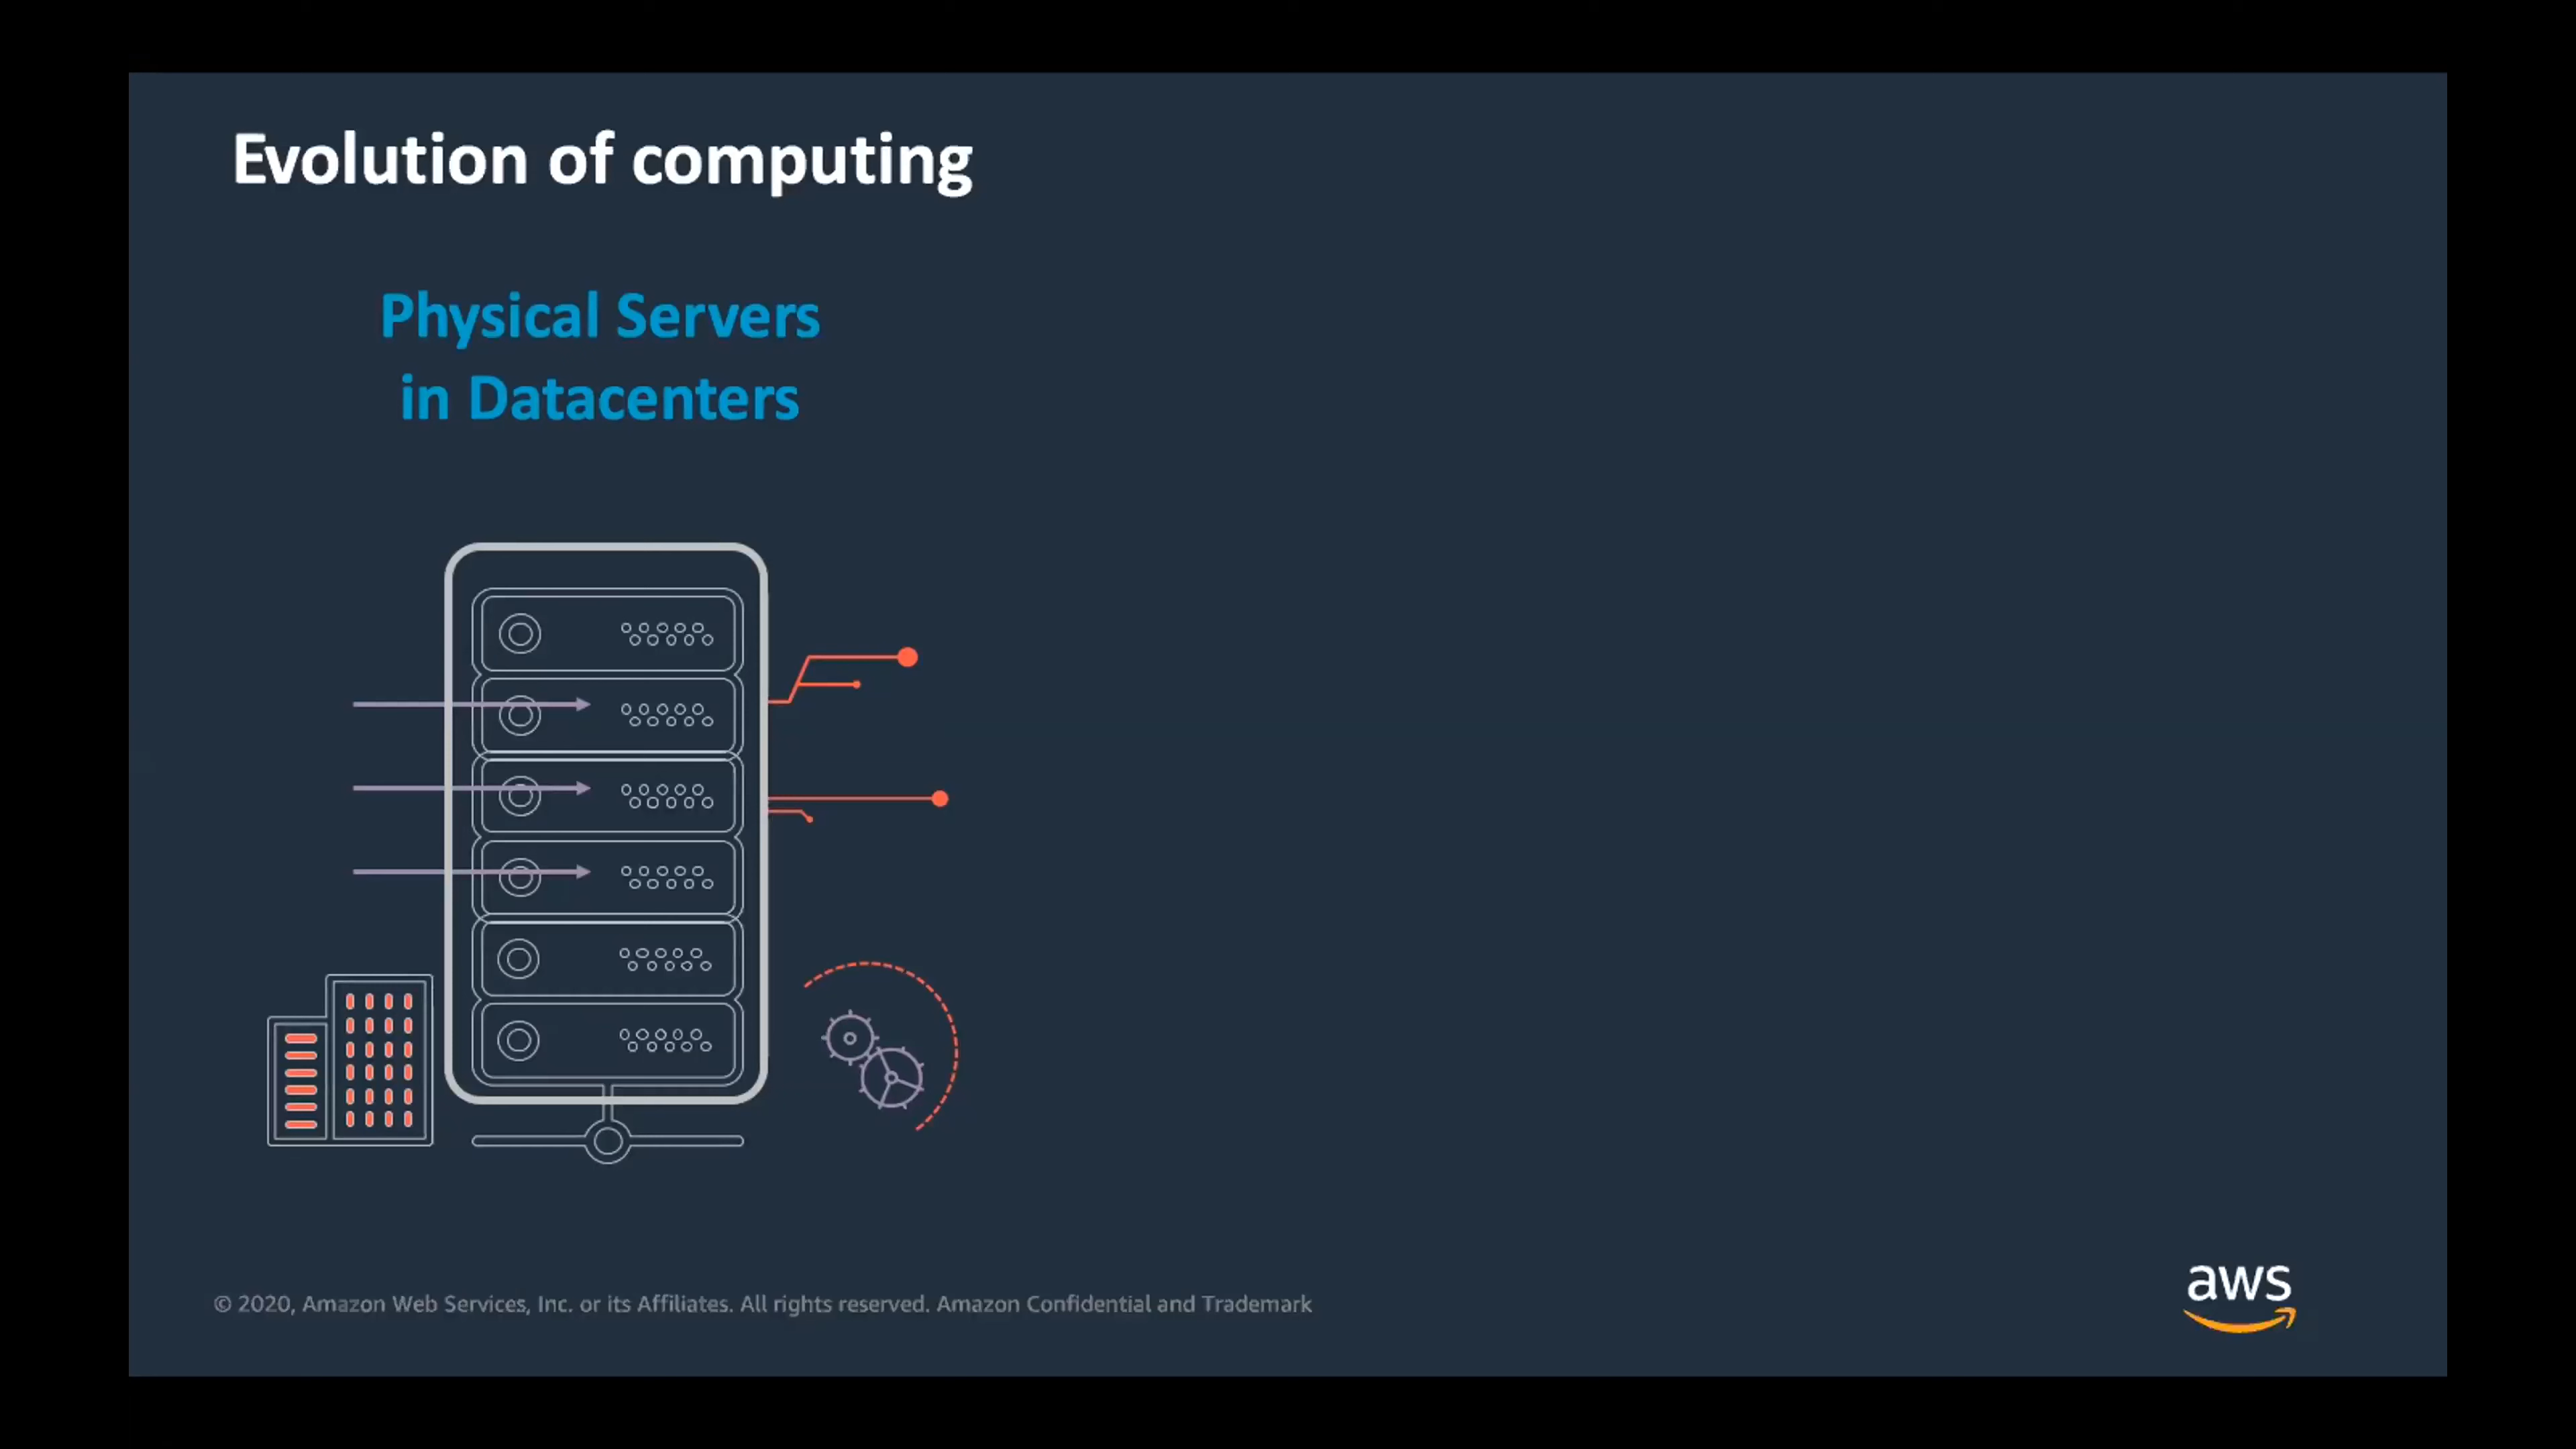 Evolution of computing
Physical Servers
in Datacenters
© 2020, Amazon Web Services, Inc. or its Affiliates. All rights reserved. Amazon Confidential and Trademark
aws